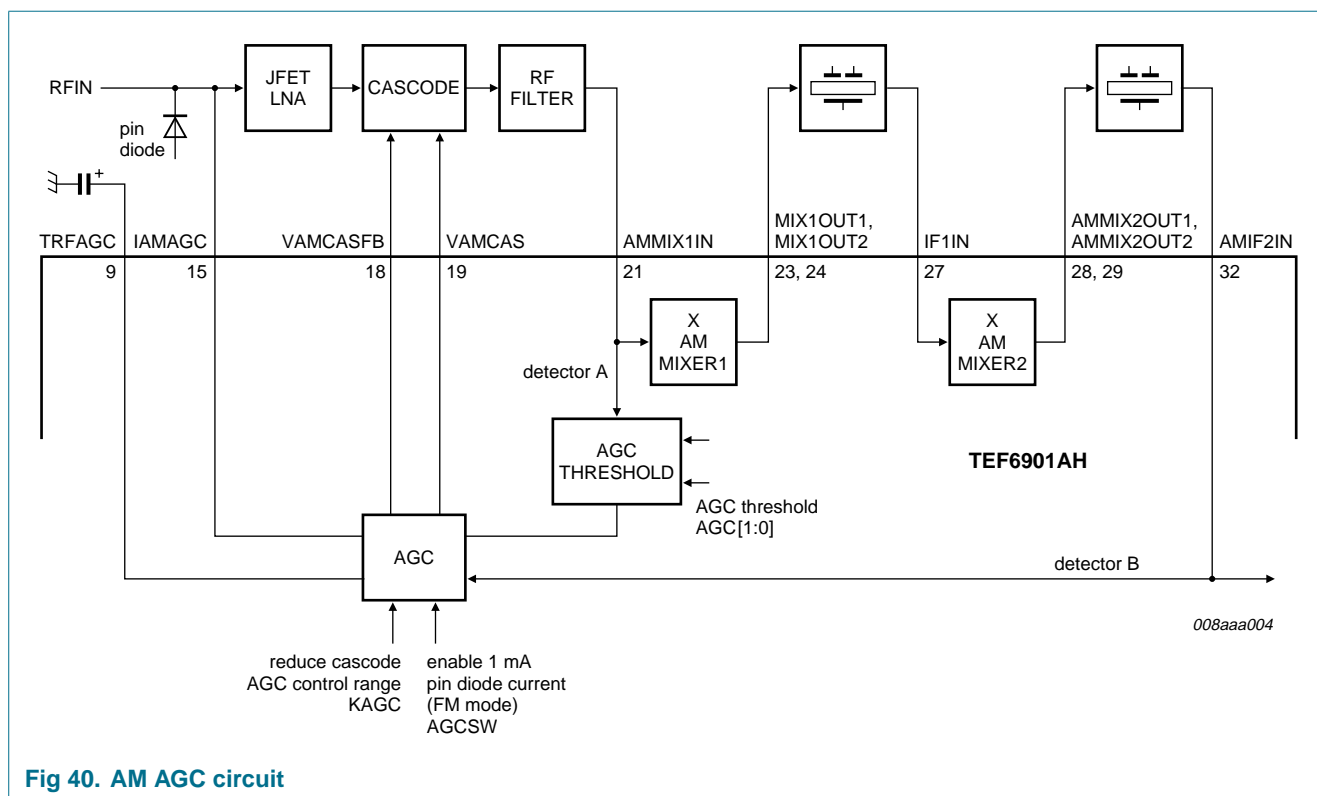 RFIN
pin
diode
+
JFET
LNA
CASCODE
RF
FILTER
TRFAGC
IAMAGC
VAMCASFB
VAMCAS
AMMIX1IN
MIX1OUT1,
MIX1OUT2
IF1IN
AMMIX2OUT1,
AMMIX2OUT2
AMIF2IN
9
15
18
19
21
23, 24
27
28, 29
32
X
AM
MIXER1
X
AM
MIXER2
detector A
AGC
THRESHOLD
AGC threshold
AGC[1:0]
TEF6901AH
AGC
detector B
008aaa004
reduce cascode
AGC control range
KAGC
enable 1 mA
pin diode current
(FM mode)
AGCSW
Fig 40. AM AGC circuit